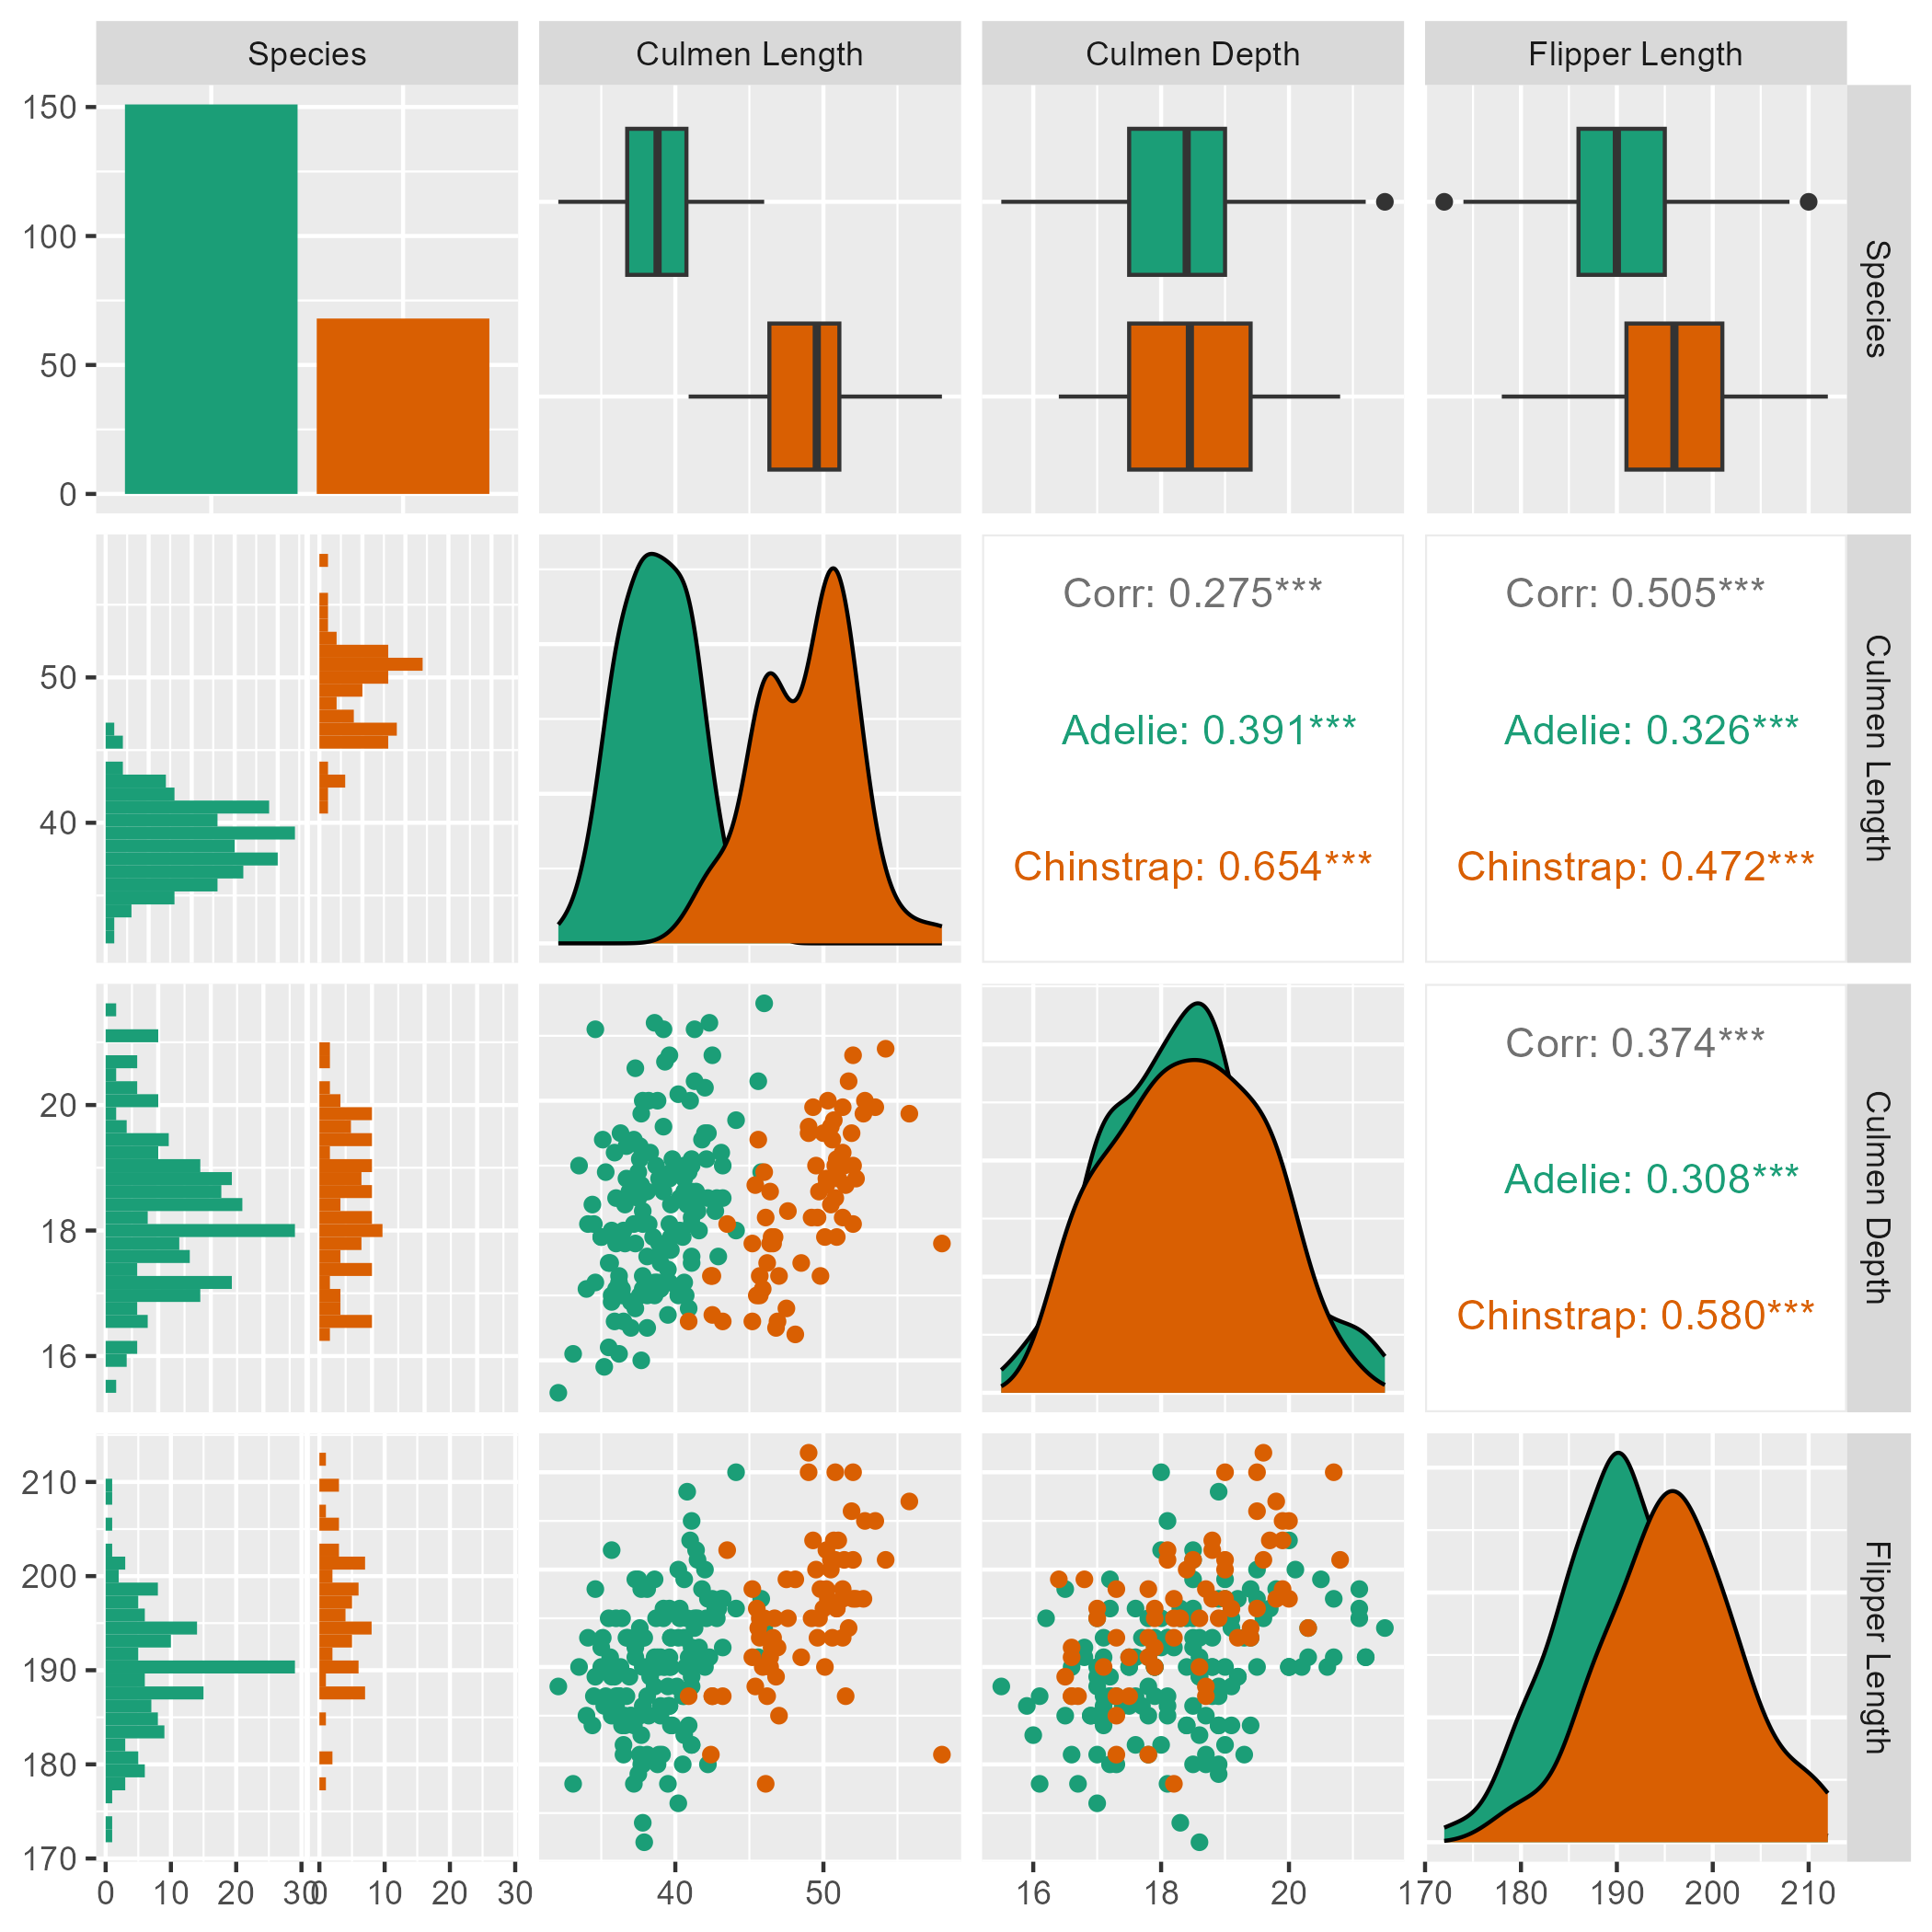 Species Culmen Length Culmen Depth Flipper Length
150
100
50
0
Species
Corr: 0.275*** Corr: 0.505***
Adelie: 0.391*** Adelie: 0.326***
Chinstrap: 0.654*** Chinstrap: 0.472***
50
40
Culmen Length
Corr: 0.374***
Adelie: 0.308***
Chinstrap: 0.580***
20
18
16
Culmen Depth
210
200
190
180
170
Flipper Length
0 10 20 30 0 10 20 30 40 50 16 18 20 170 180 190 200 210